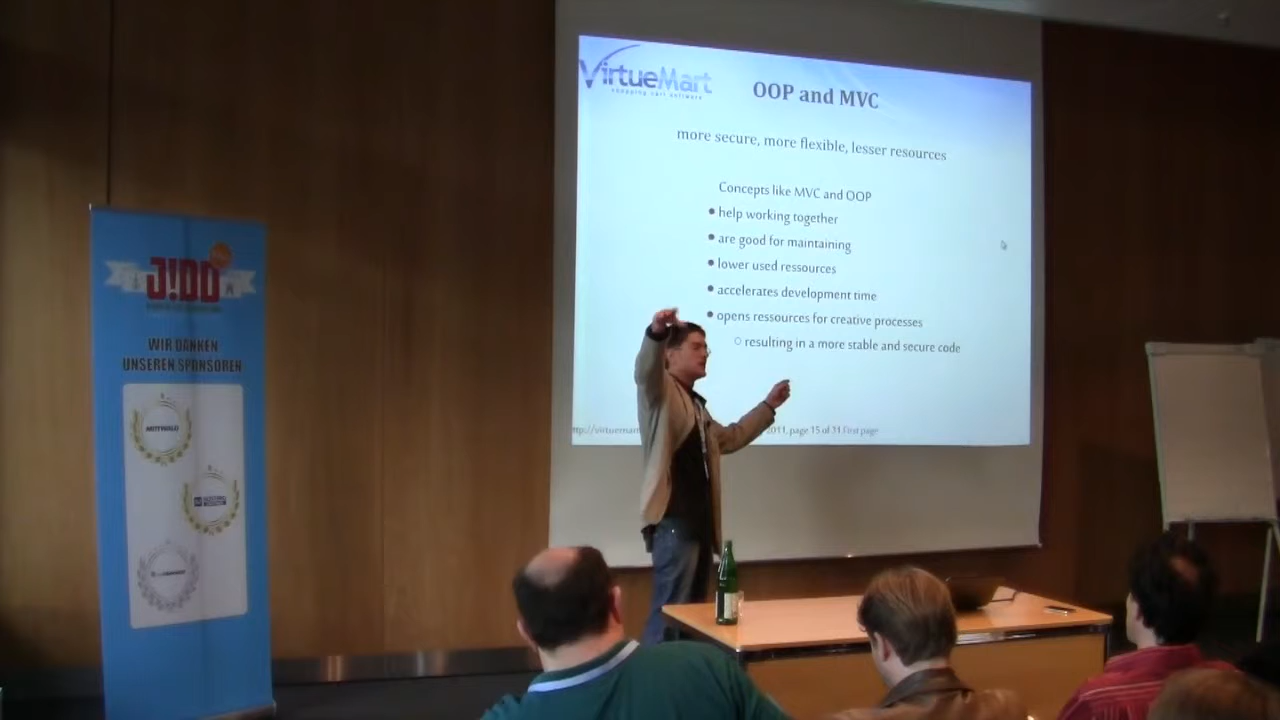 VirtueMart
shopping cart software
OOP and MVC
more secure, more flexible, lesser resources
Concepts like MVC and OOP
help working together
are good for maintaining
lower used ressources
accelerates development time
opens ressources for creative processes
resulting in a more stable and secure code
2011, page 15 of 31 First page
J!DD
WIR DANKEN
UNSEREN SPONSOREN